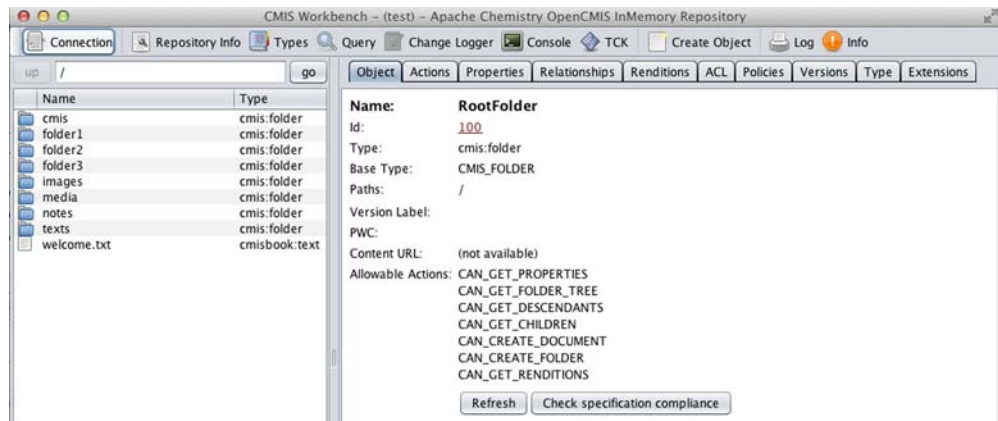 CMIS Workbench - (test) - Apache Chemistry OpenCMIS InMemory Repository
Connection Repository Info Types Query Change Logger Console TCK Create Object Log Info
up / go
Name Type
cmis cmis:folder
folder1 cmis:folder
folder2 cmis:folder
folder3 cmis:folder
images cmis:folder
media cmis:folder
notes cmis:folder
texts cmis:folder
welcome.txt cmisbook:text
Object Actions Properties Relationships Renditions ACL Policies Versions Type Extensions
Name: RootFolder
Id: 100
Type: cmis:folder
Base Type: CMIS_FOLDER
Paths: /
Version Label:
PWC:
Content URL: (not available)
Allowable Actions: CAN_GET_PROPERTIES
CAN_GET_FOLDER_TREE
CAN_GET_DESCENDANTS
CAN_GET_CHILDREN
CAN_CREATE_DOCUMENT
CAN_CREATE_FOLDER
CAN_GET_RENDITIONS
Refresh Check specification compliance